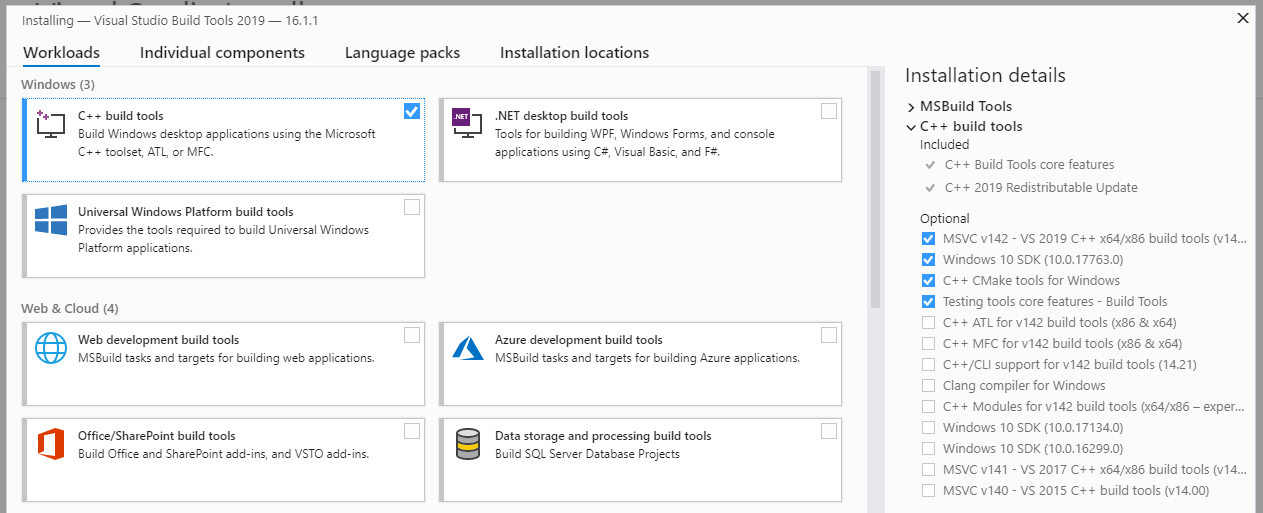 Installing — Visual Studio Build Tools 2019 — 16.1.1
Workloads
Individual components
Language packs
Installation locations
Windows (3)
C++ build tools
Build Windows desktop applications using the Microsoft
C++ toolset, ATL, or MFC.
.NET
.NET desktop build tools
Tools for building WPF, Windows Forms, and console
applications using C#, Visual Basic, and F#.
Universal Windows Platform build tools
Provides the tools required to build Universal Windows
Platform applications.
Web & Cloud (4)
Web development build tools
MSBuild tasks and targets for building web applications.
Azure development build tools
MSBuild tasks and targets for building Azure applications.
Office/SharePoint build tools
Build Office and SharePoint add-ins, and VSTO add-ins.
Data storage and processing build tools
Build SQL Server Database Projects
Installation details
MSBuild Tools
C++ build tools
Included
C++ Build Tools core features
C++ 2019 Redistributable Update
Optional
MSVC v142 - VS 2019 C++ x64/x86 build tools (v14...
Windows 10 SDK (10.0.17763.0)
C++ CMake tools for Windows
Testing tools core features - Build Tools
C++ ATL for v142 build tools (x86 & x64)
C++ MFC for v142 build tools (x86 & x64)
C++/CLI support for v142 build tools (14.21)
Clang compiler for Windows
C++ Modules for v142 build tools (x64/x86 – exper...
Windows 10 SDK (10.0.17134.0)
Windows 10 SDK (10.0.16299.0)
MSVC v141 - VS 2017 C++ x64/x86 build tools (v14...
MSVC v140 - VS 2015 C++ build tools (v14.00)